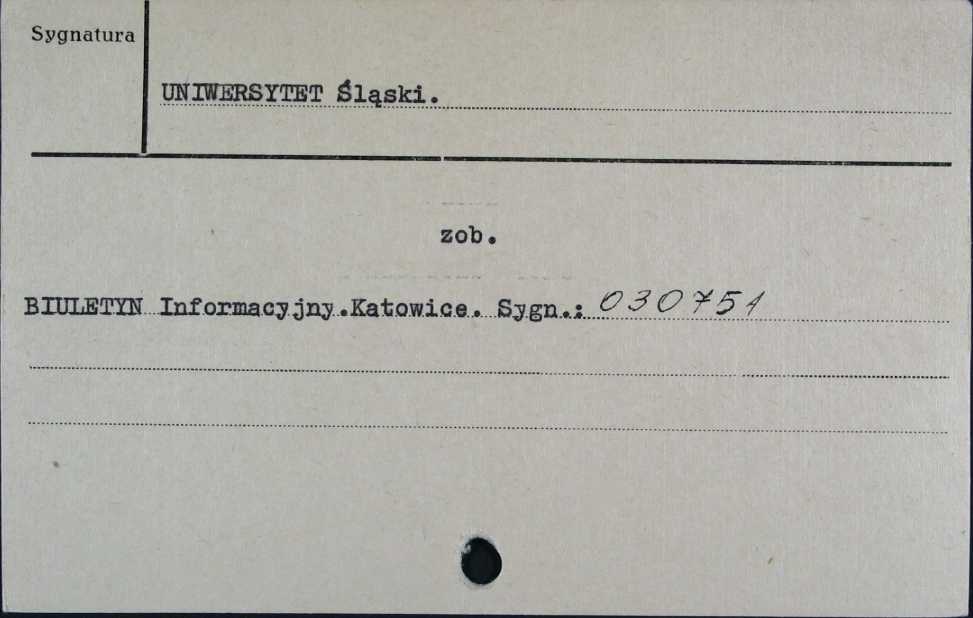 Sygnatura
UNIWERSYTET Śląski.
zob.
BIULETYN Informacyjny.Katowice. Sygn.: 030751